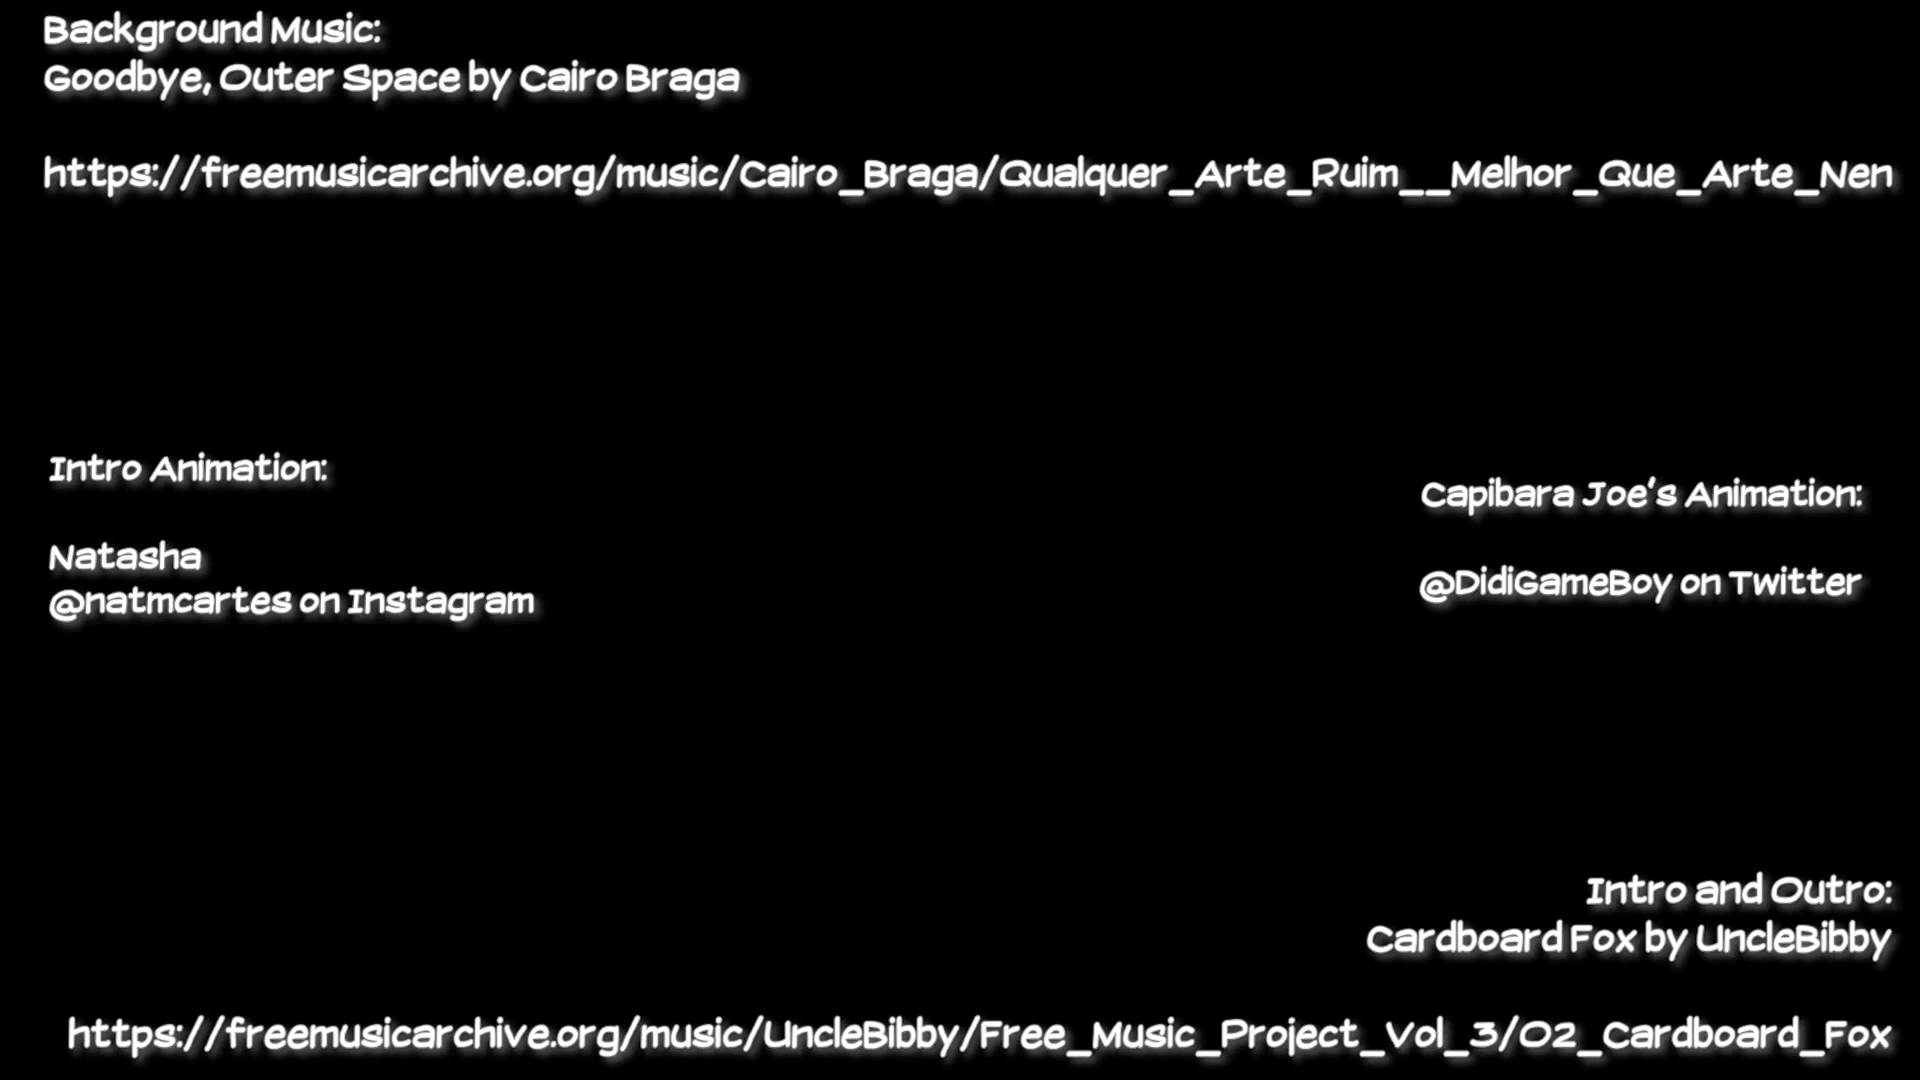 Background Music:
Goodbye, Outer Space by Cairo Braga
https://freemusicarchive.org/music/Cairo_Braga/Qualquer_Arte_Ruim__Melhor_Que_Arte_Nen
Intro Animation:
Natasha
@natmcartes on Instagram
Capibara Joe's Animation:
@DidiGameBoy on Twitter
Intro and Outro:
Cardboard Fox by UncleBibby
https://freemusicarchive.org/music/UncleBibby/Free_Music_Project_Vol_3/02_Cardboard_Fox